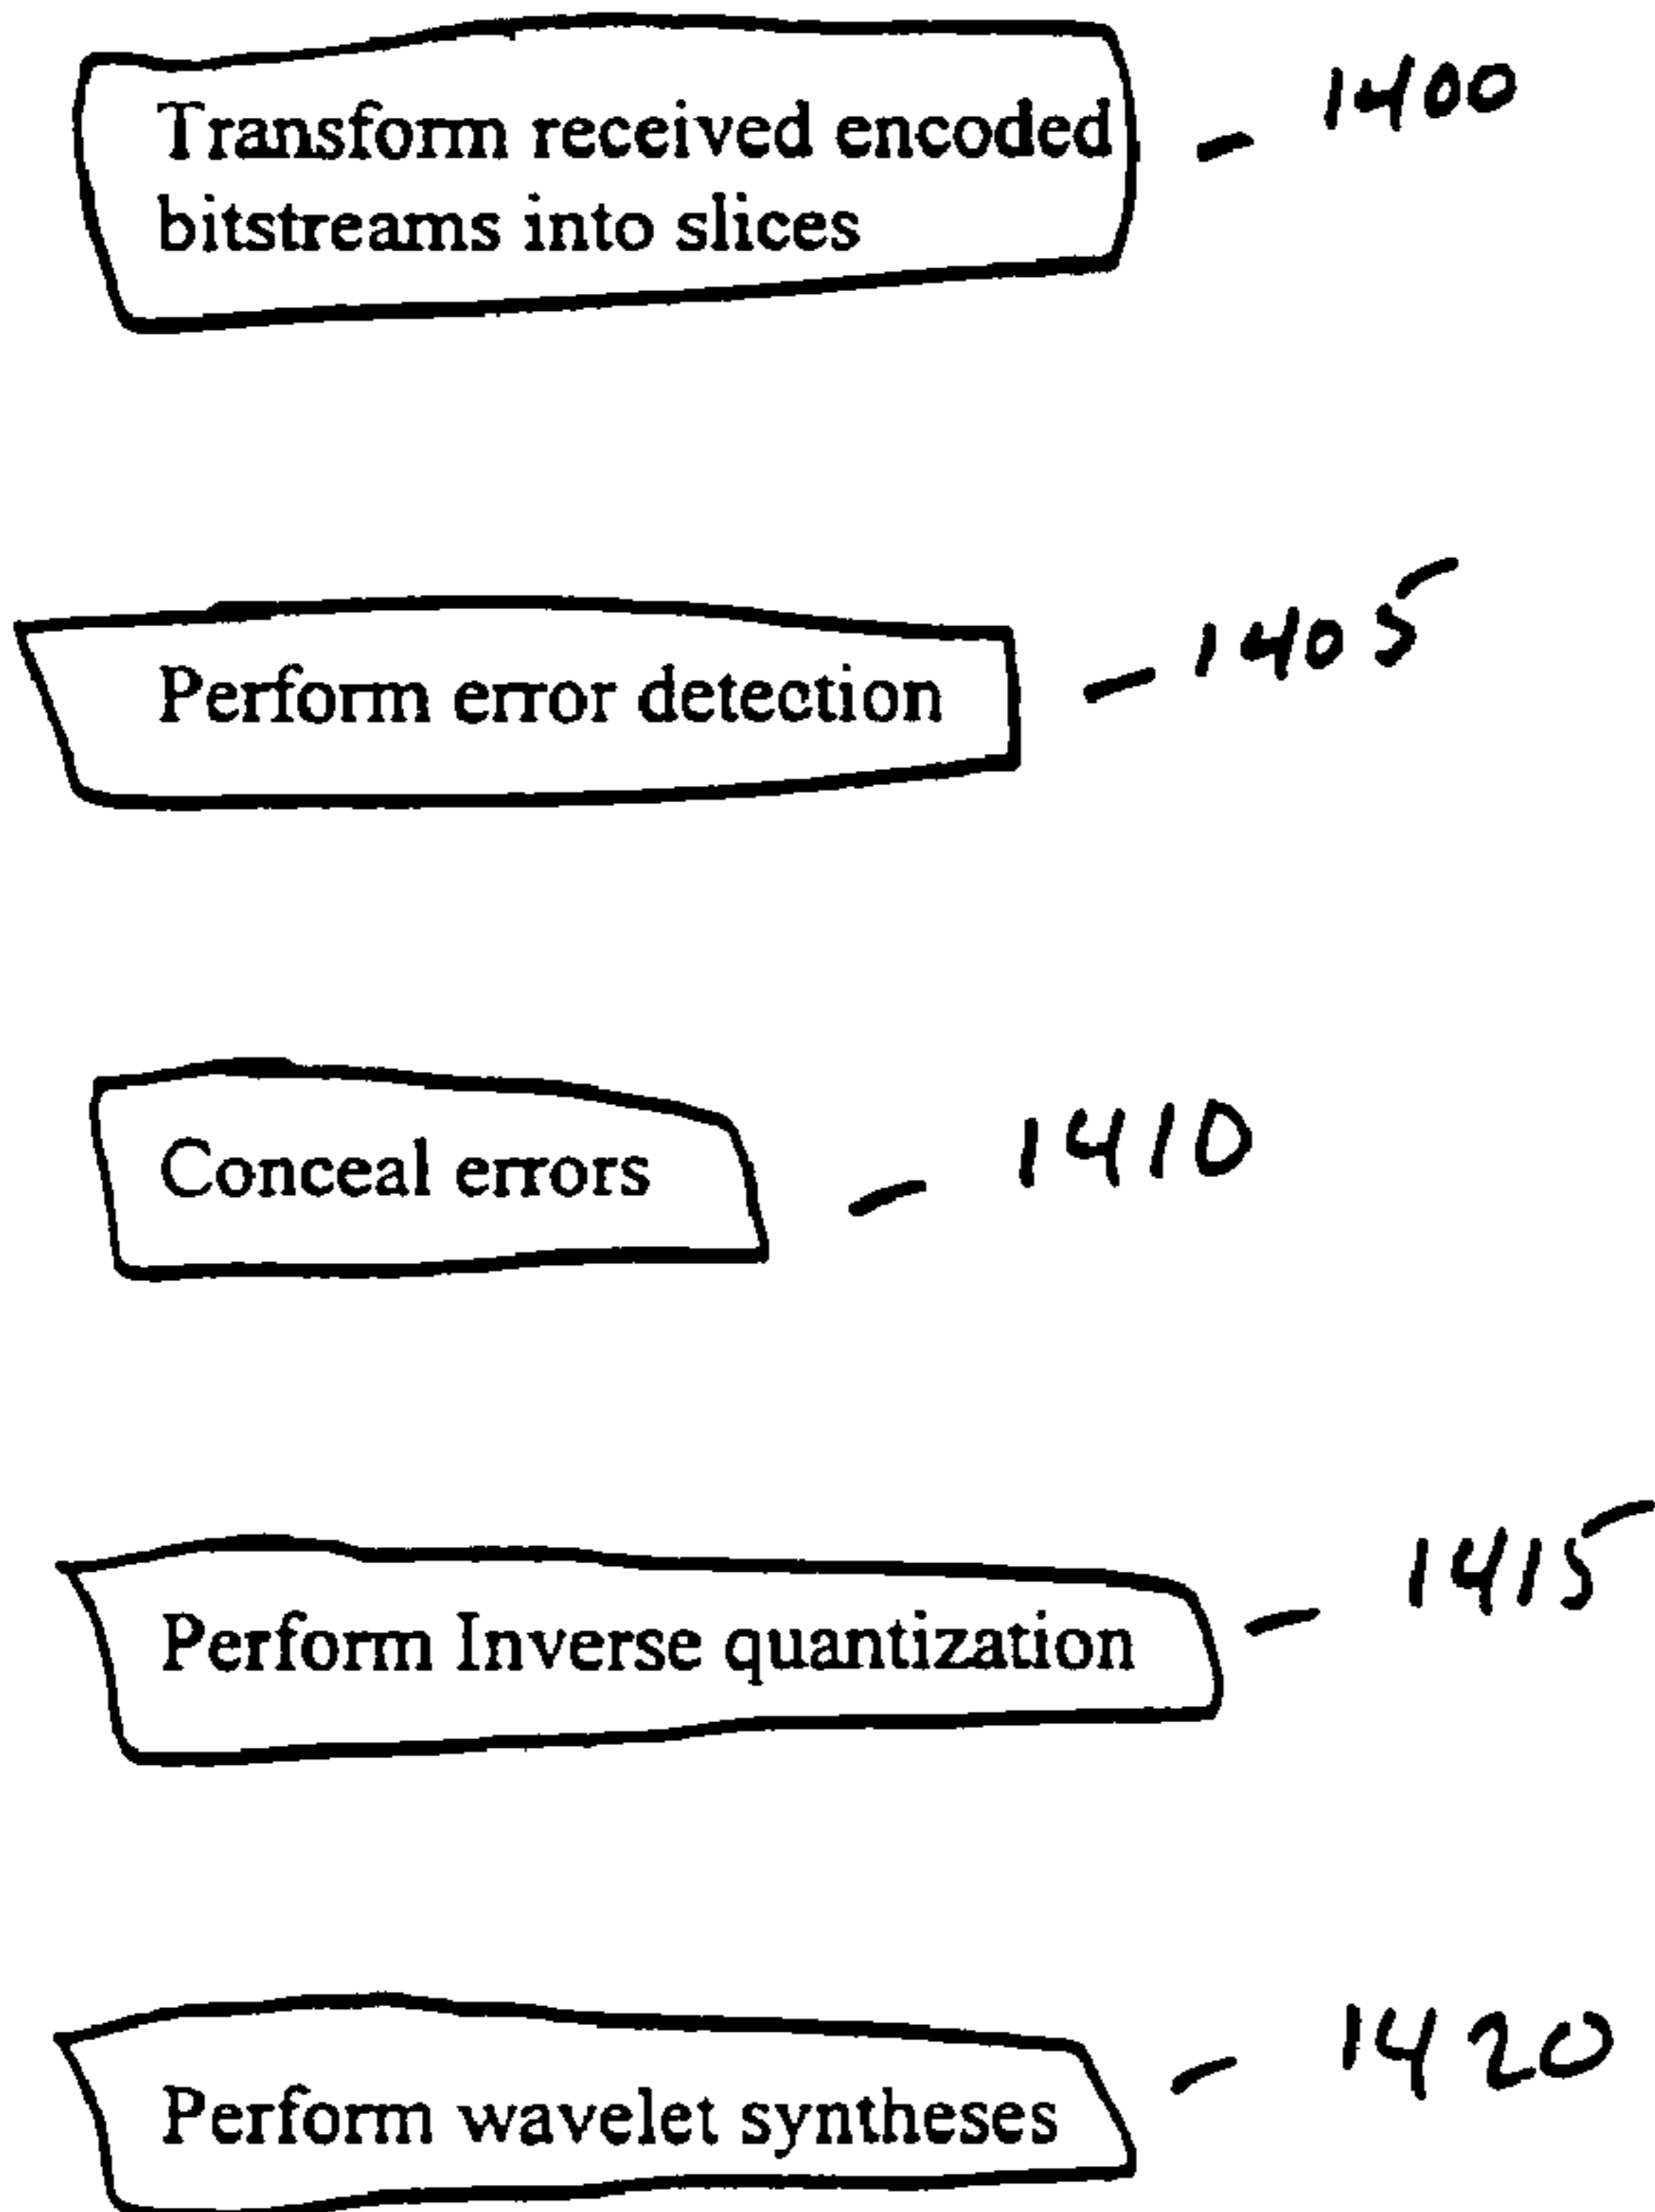 Transform received encoded - 1400
bitstreams into slices
Perform error detection - 1405
Conceal errors - 1410
Perform Inverse quantization - 1415
Perform wavelet syntheses - 1420